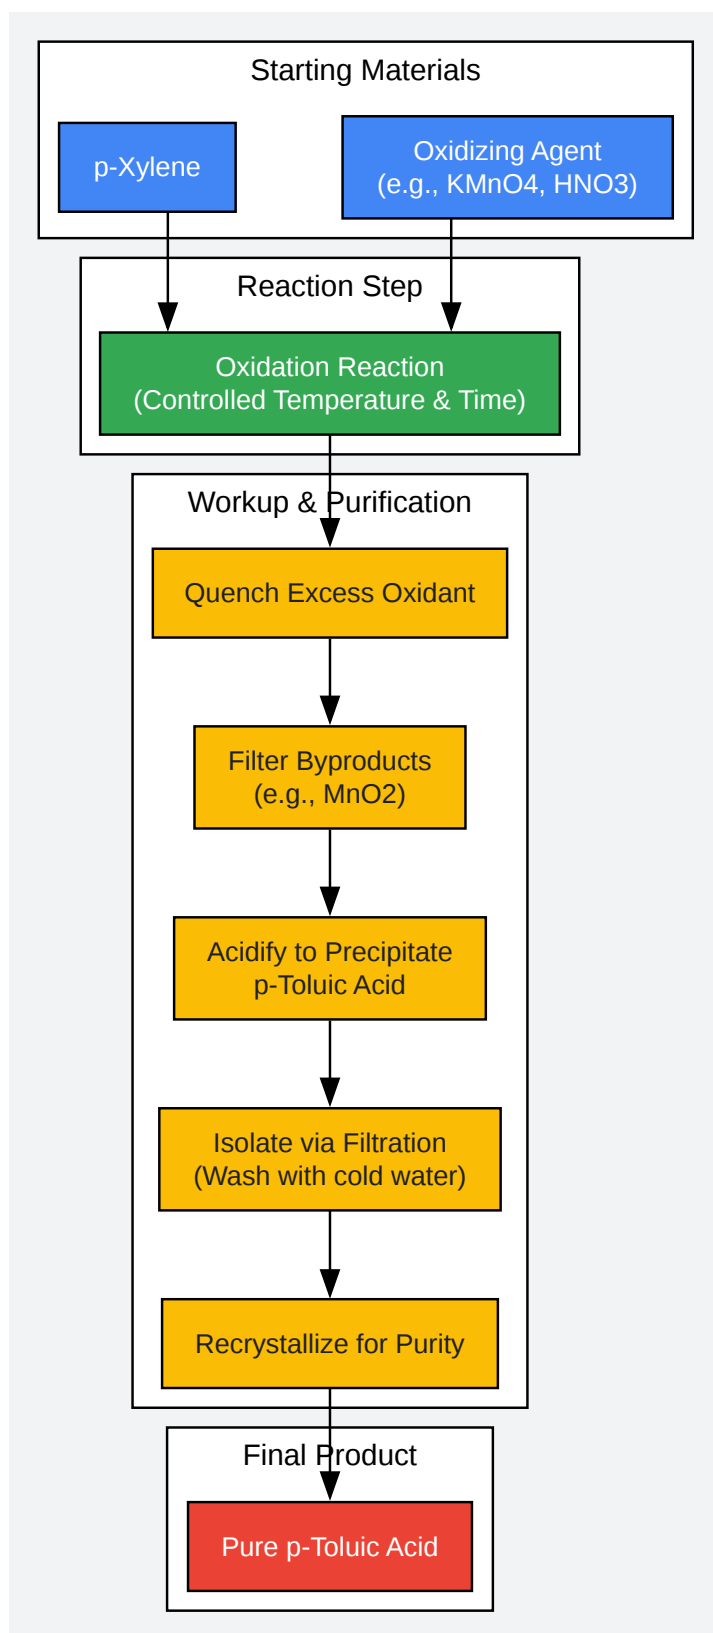 Starting Materials
p-Xylene
Oxidizing Agent
(e.g., KMnO4, HNO3)
Reaction Step
Oxidation Reaction
(Controlled Temperature & Time)
Workup & Purification
Quench Excess Oxidant
Filter Byproducts
(e.g., MnO2)
Acidify to Precipitate
p-Toluic Acid
Isolate via Filtration
(Wash with cold water)
Recrystallize for Purity
Final Product
Pure p-Toluic Acid